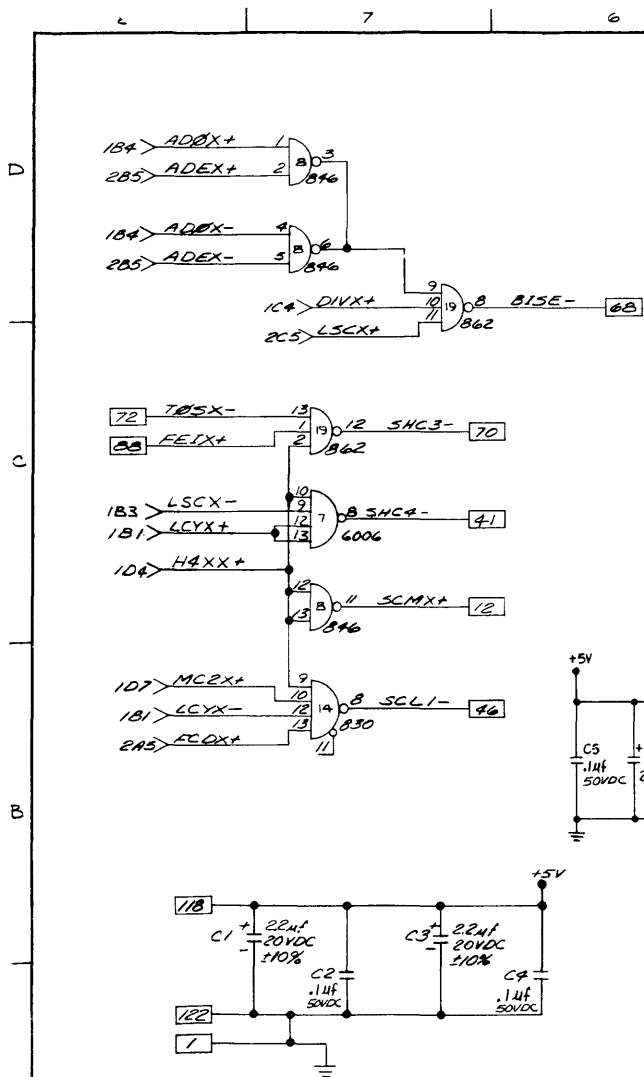 7 6
D
1B4 ADØX+ 1 8 3
2B5 ADEX+ 2 846
1B4 ADØX- 4 8 6
2B5 ADEX- 5 846
9
1C4 DIVX+ 10 19 8 BISE- 68
2C5 LSCX+ 11 862
C
72 TØSX- 13
88 FEIX+ 1 19 12 SHC3- 70
2 862
10
1B3 LSCX- 9 7 8 SHC4- 41
1B1 LCYX+ 12
13 6006
1D4 H4XX+
12 8 11 SCMX+ 12
13 846
9
1D7 MC2X+ 10 14 8 SCL1- 46
1B1 LCYX- 12 830
2A5 FCDX+ 13
11
+5V
C5
.1µf
50VDC
+
B
+5V
118
C1 + 22µf
20VDC
- ±10%
C2
.1µf
50VDC
C3 + 22µf
20VDC
- ±10%
C4
.1µf
50VDC
122
1